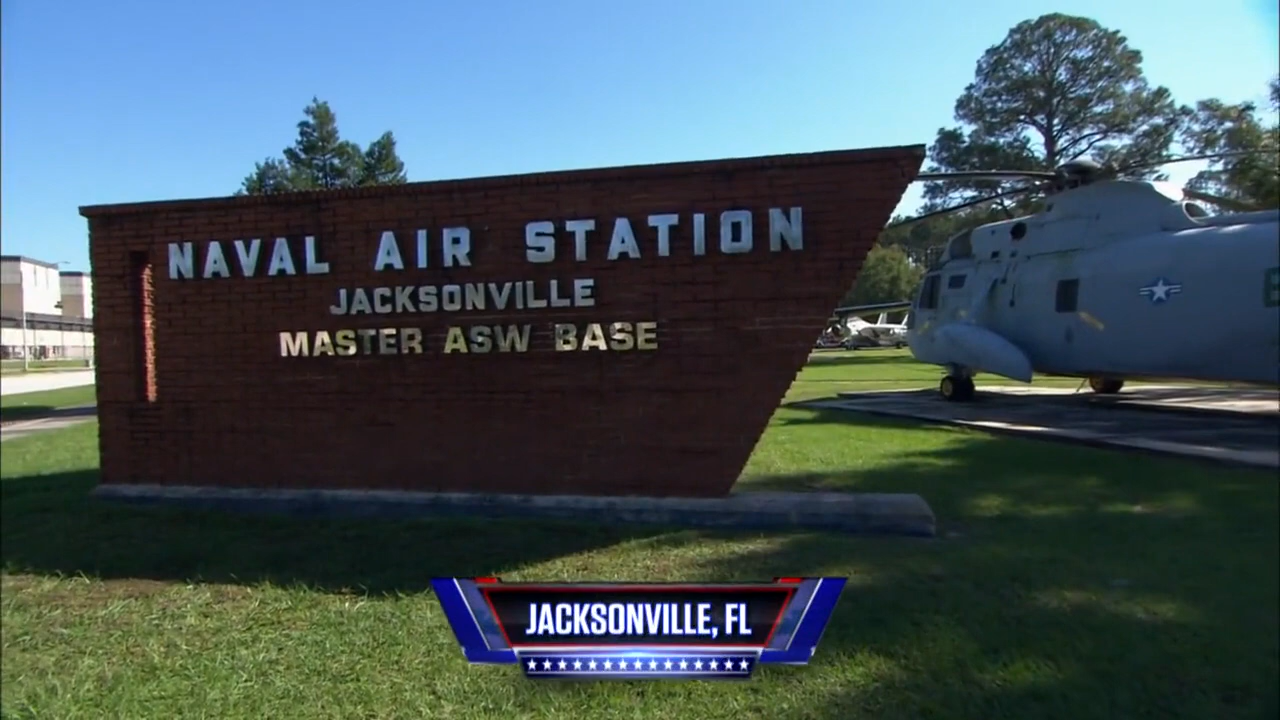 NAVAL AIR STATION
JACKSONVILLE
MASTER ASW BASE
JACKSONVILLE, FL